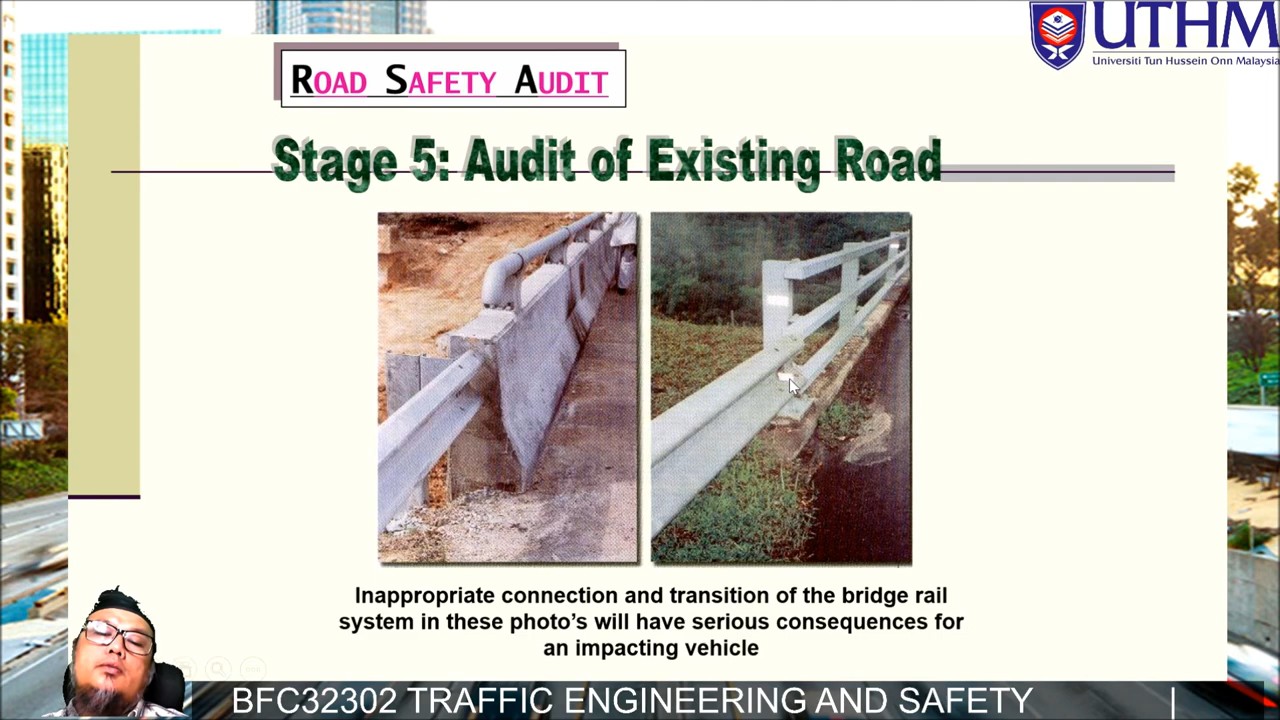 UTHM
Universiti Tun Hussein Onn Malaysia
ROAD SAFETY AUDIT
Stage 5: Audit of Existing Road
Inappropriate connection and transition of the bridge rail
system in these photo's will have serious consequences for
an impacting vehicle
BFC32302 TRAFFIC ENGINEERING AND SAFETY